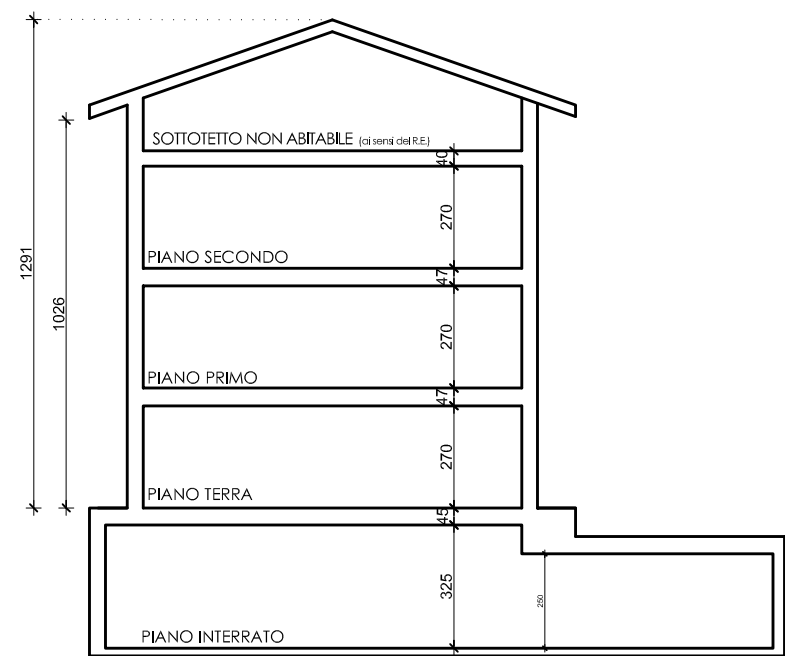 SOTTOTETTO NON ABITABILE (ai sensi del R.E.)
40
270
PIANO SECONDO
47
1291
1026
270
PIANO PRIMO
47
270
PIANO TERRA
45
325
250
PIANO INTERRATO